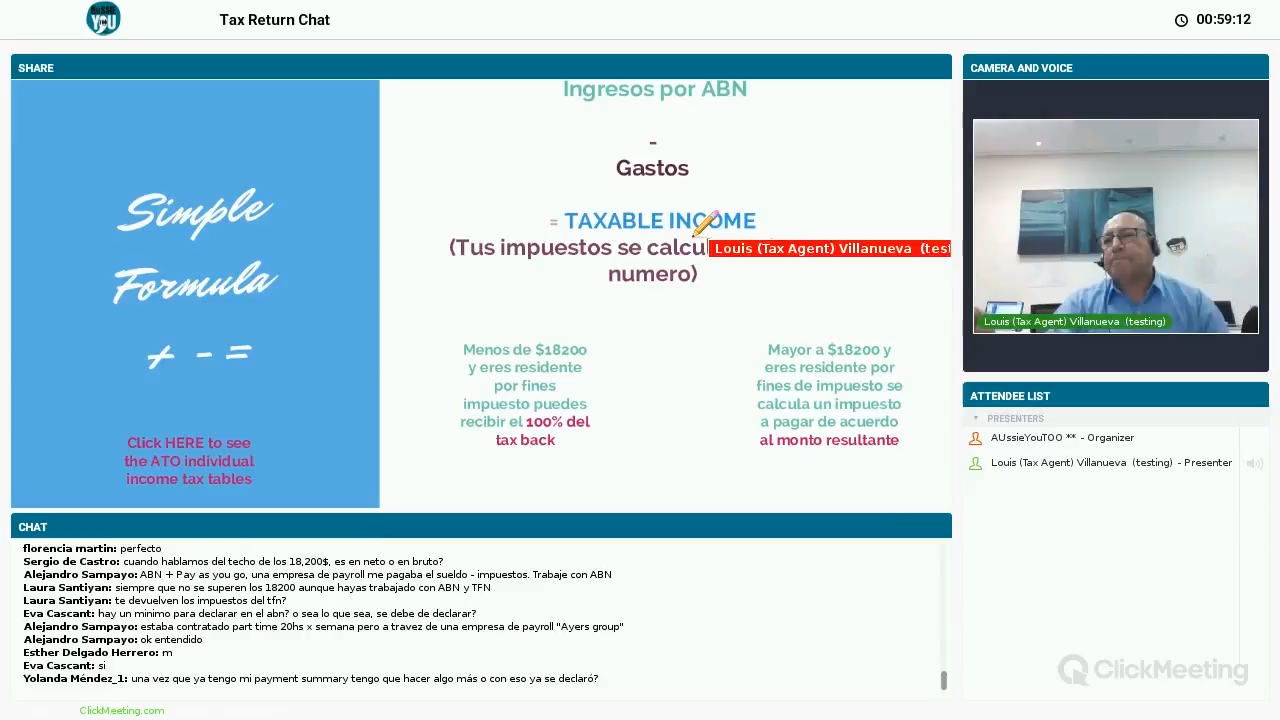 AUSSIE
YOU
TOO
Tax Return Chat
00:59:12
SHARE
Simple
Formula
+ - =
Click HERE to see
the ATO individual
income tax tables
Ingresos por ABN
-
Gastos
= TAXABLE INCOME
(Tus impuestos se calcu
numero)
Louis (Tax Agent) Villanueva (test
Menos de $18200
y eres residente
por fines
impuesto puedes
recibir el 100% del
tax back
Mayor a $18200 y
eres residente por
fines de impuesto se
calcula un impuesto
a pagar de acuerdo
al monto resultante
CAMERA AND VOICE
Louis (Tax Agent) Villanueva (testing)
ATTENDEE LIST
PRESENTERS
AUssieYouTOO ** - Organizer
Louis (Tax Agent) Villanueva (testing) - Presenter
CHAT
florencia martin: perfecto
Sergio de Castro: cuando hablamos del techo de los 18,200$, es en neto o en bruto?
Alejandro Sampayo: ABN + Pay as you go, una empresa de payroll me pagaba el sueldo - impuestos. Trabaje con ABN
Laura Santiyan: siempre que no se superen los 18200 aunque hayas trabajado con ABN y TFN
Laura Santiyan: te devuelven los impuestos del tfn?
Eva Cascant: hay un minimo para declarar en el abn? o sea lo que sea, se debe de declarar?
Alejandro Sampayo: estaba contratado part time 20hs x semana pero a travez de una empresa de payroll "Ayers group"
Alejandro Sampayo: ok entendido
Esther Delgado Herrero: m
Eva Cascant: si
Yolanda Méndez_1: una vez que ya tengo mi payment summary tengo que hacer algo más o con eso ya se declaró?
ClickMeeting
ClickMeeting.com